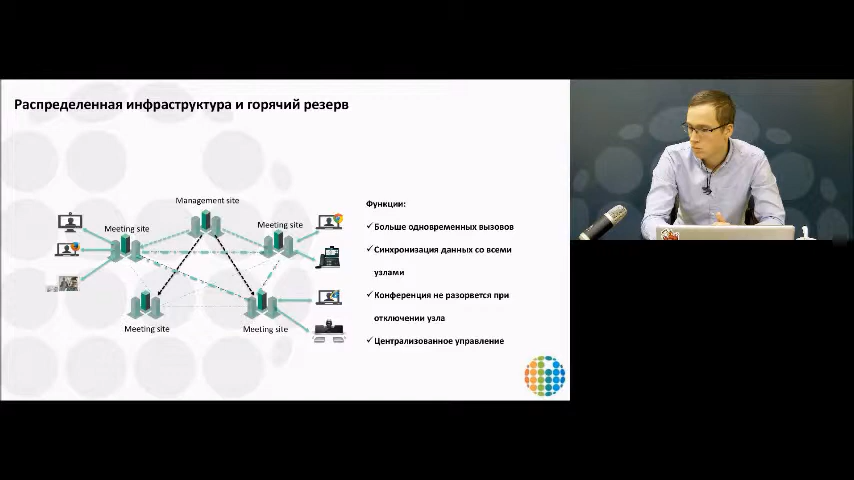 Распределенная инфраструктура и горячий резерв
Management site
Meeting site
Meeting site
Meeting site
Meeting site
Функции:
✓Больше одновременных вызовов
✓Синхронизация данных со всеми
узлами
✓Конференция не разорвется при
отключении узла
✓Централизованное управление